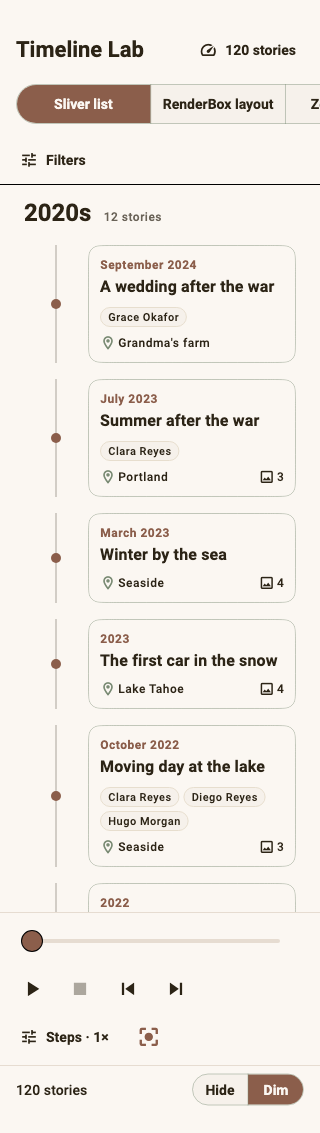 Timeline Lab
120 stories
Sliver list
RenderBox layout
Z
Filters
2020s
12 stories
September 2024
A wedding after the war
Grace Okafor
Grandma's farm
July 2023
Summer after the war
Clara Reyes
Portland
3
March 2023
Winter by the sea
Seaside
4
2023
The first car in the snow
Lake Tahoe
4
October 2022
Moving day at the lake
Clara Reyes
Diego Reyes
Hugo Morgan
Seaside
3
2022
Steps · 1×
120 stories
Hide
Dim